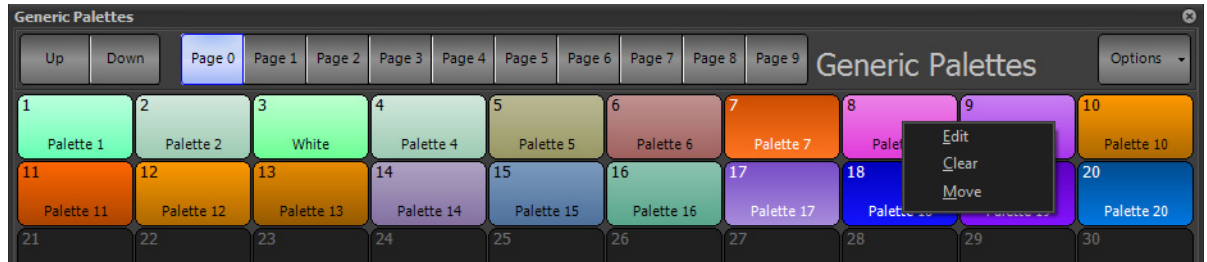 Generic Palettes
Up Down Page 0 Page 1 Page 2 Page 3 Page 4 Page 5 Page 6 Page 7 Page 8 Page 9 Generic Palettes Options
1 2 3 4 5 6 7 8 9 10
Palette 1 Palette 2 White Palette 4 Palette 5 Palette 6 Palette 7 Palette 10
Edit
Clear
Move
11 12 13 14 15 16 17 18 20
Palette 11 Palette 12 Palette 13 Palette 14 Palette 15 Palette 16 Palette 17 Palette 18 Palette 19 Palette 20
21 22 23 24 25 26 27 28 29 30